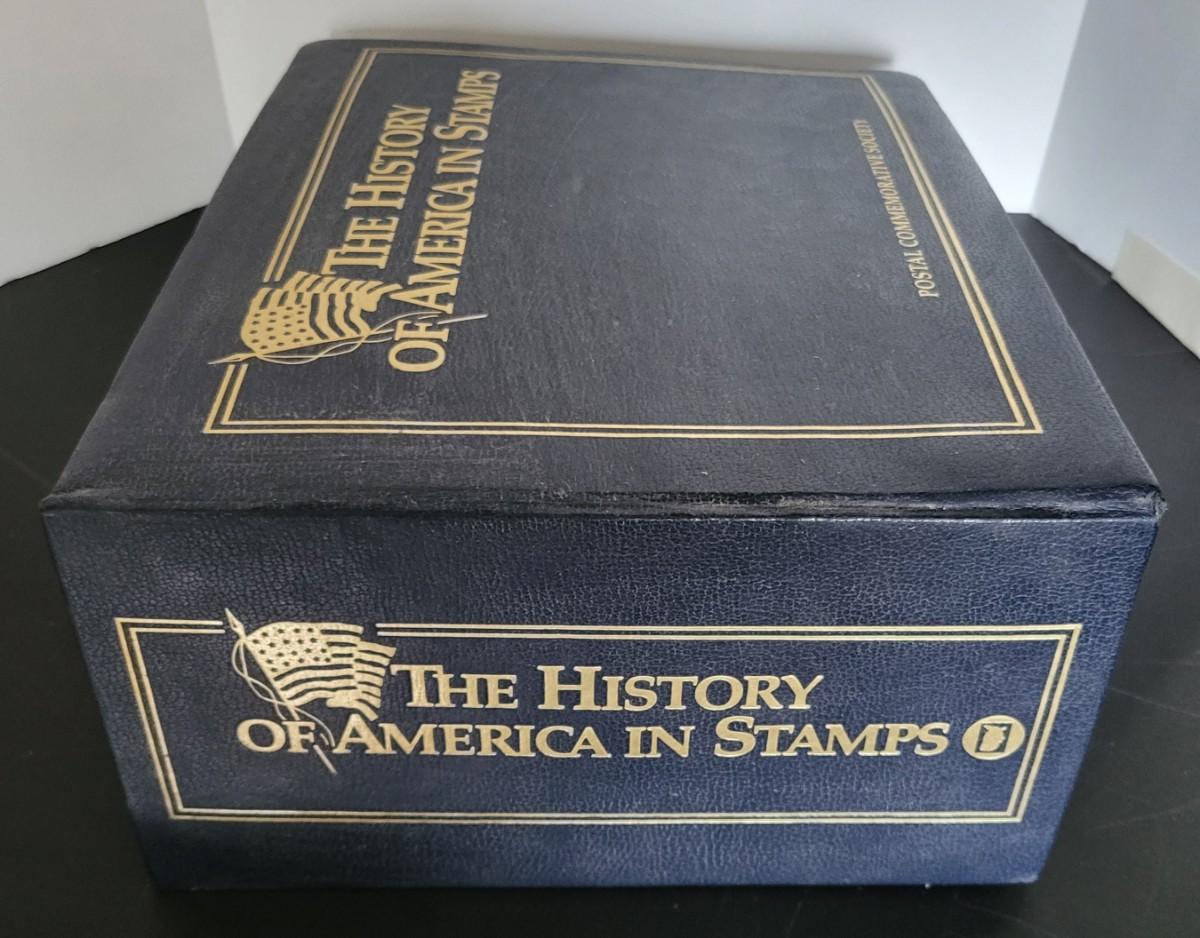 THE HISTORY
OF AMERICA IN STAMPS
POSTAL COMMEMORATIVE SOCIETY
THE HISTORY
OF AMERICA IN STAMPS